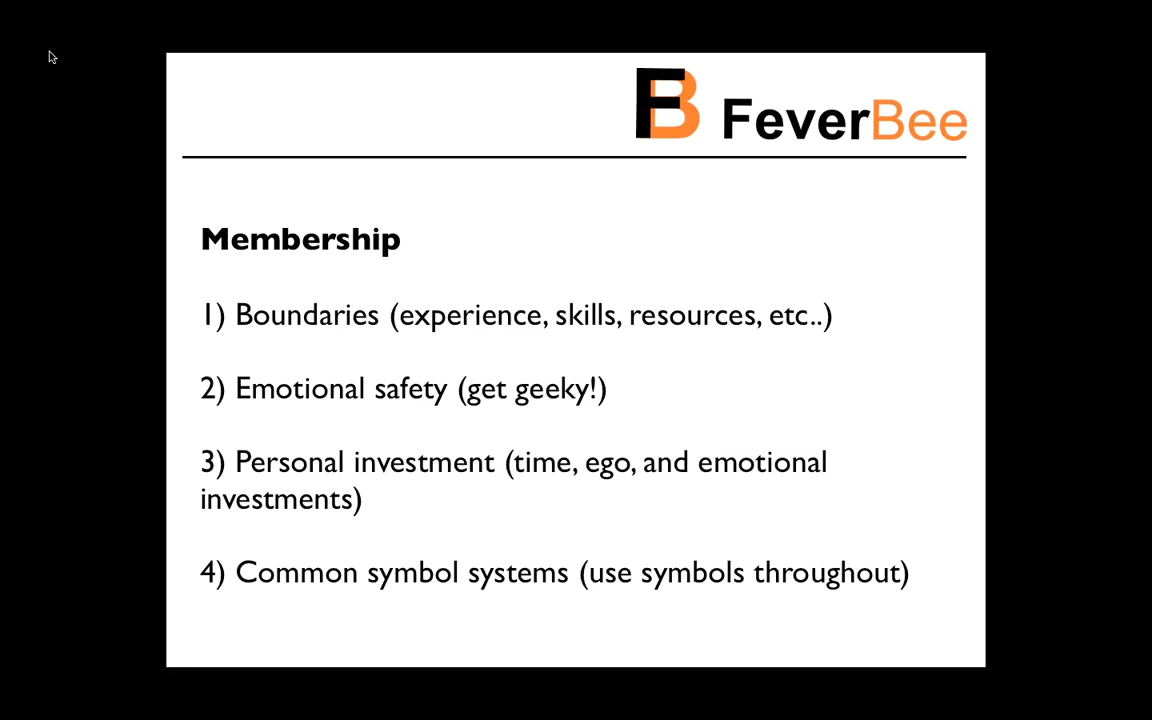 FB FeverBee
Membership
1) Boundaries (experience, skills, resources, etc..)
2) Emotional safety (get geeky!)
3) Personal investment (time, ego, and emotional
investments)
4) Common symbol systems (use symbols throughout)